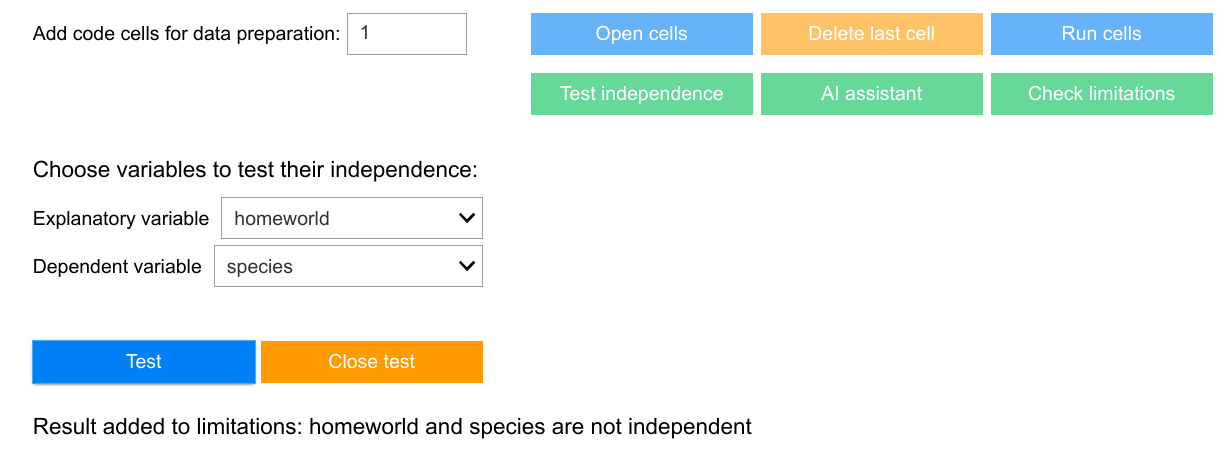 Add code cells for data preparation: 1 Open cells Delete last cell Run cells
Test independence AI assistant Check limitations
Choose variables to test their independence:
Explanatory variable homeworld
Dependent variable species
Test Close test
Result added to limitations: homeworld and species are not independent